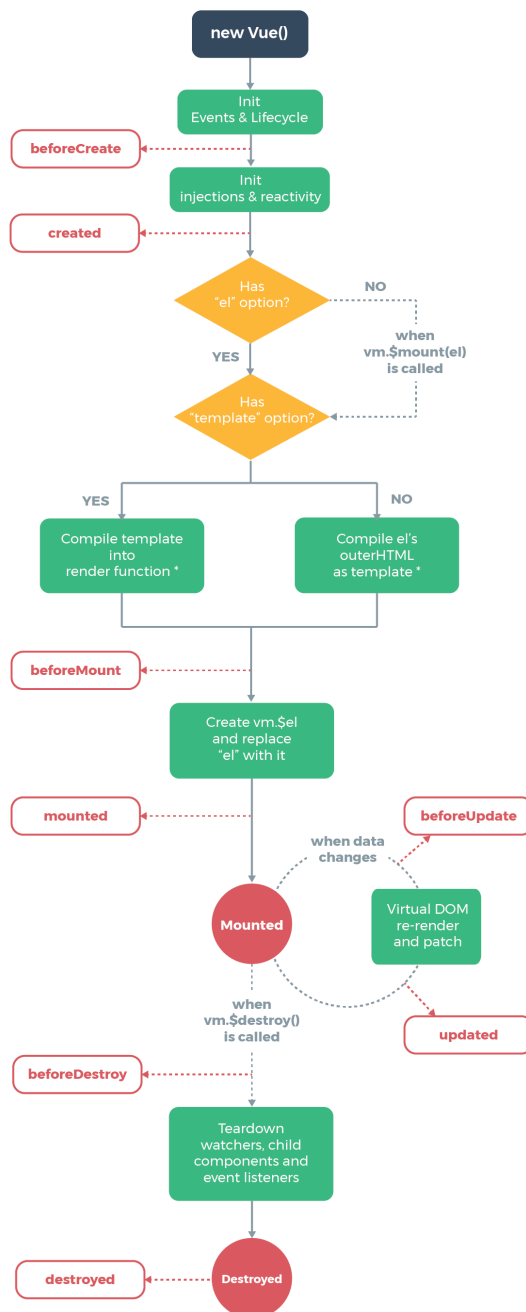 new Vue()
Init
Events & Lifecycle
beforeCreate
Init
injections & reactivity
created
Has
“el” option?
NO
when
vm.$mount(el)
is called
YES
Has
“template” option?
YES
NO
Compile template
into
render function *
Compile el’s
outerHTML
as template *
beforeMount
Create vm.$el
and replace
“el” with it
mounted
beforeUpdate
when data
changes
Mounted
Virtual DOM
re-render
and patch
when
vm.$destroy()
is called
updated
beforeDestroy
Teardown
watchers, child
components and
event listeners
destroyed
Destroyed